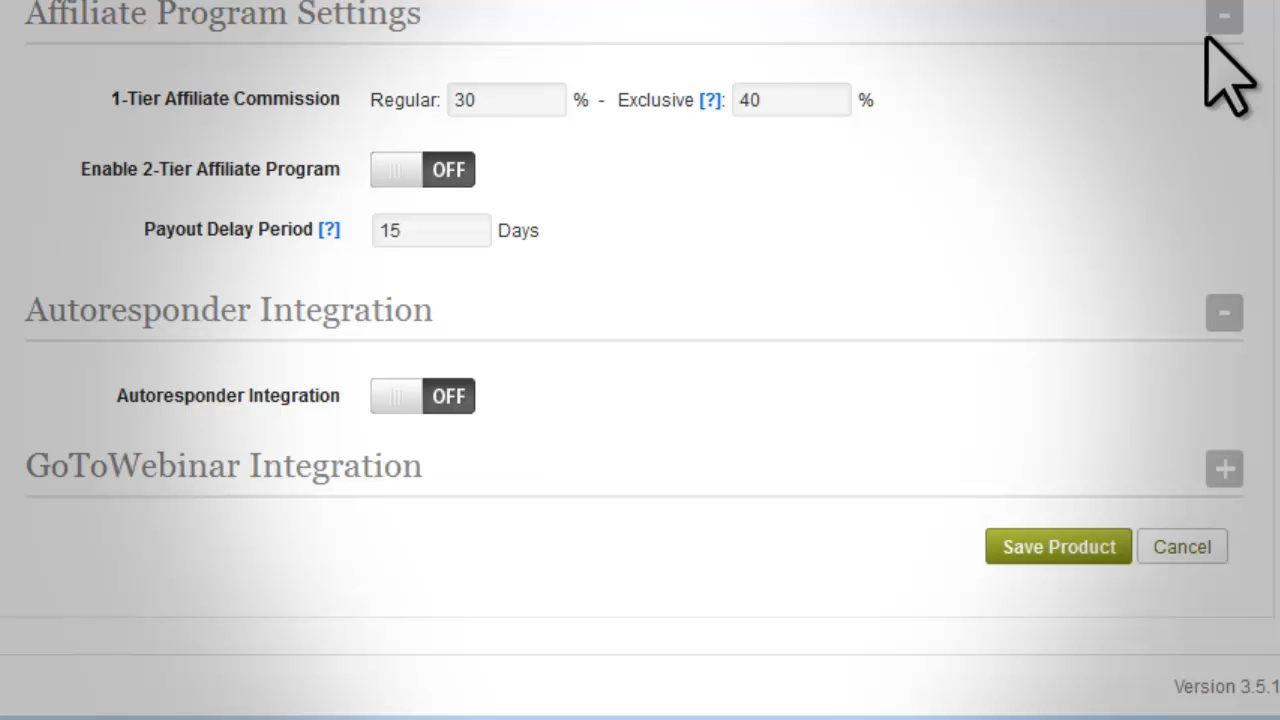 Affiliate Program Settings
-
1-Tier Affiliate Commission Regular: 30 % - Exclusive [?]: 40 %
Enable 2-Tier Affiliate Program OFF
Payout Delay Period [?] 15 Days
Autoresponder Integration
-
Autoresponder Integration OFF
GoToWebinar Integration
+
Save Product Cancel
Version 3.5.1